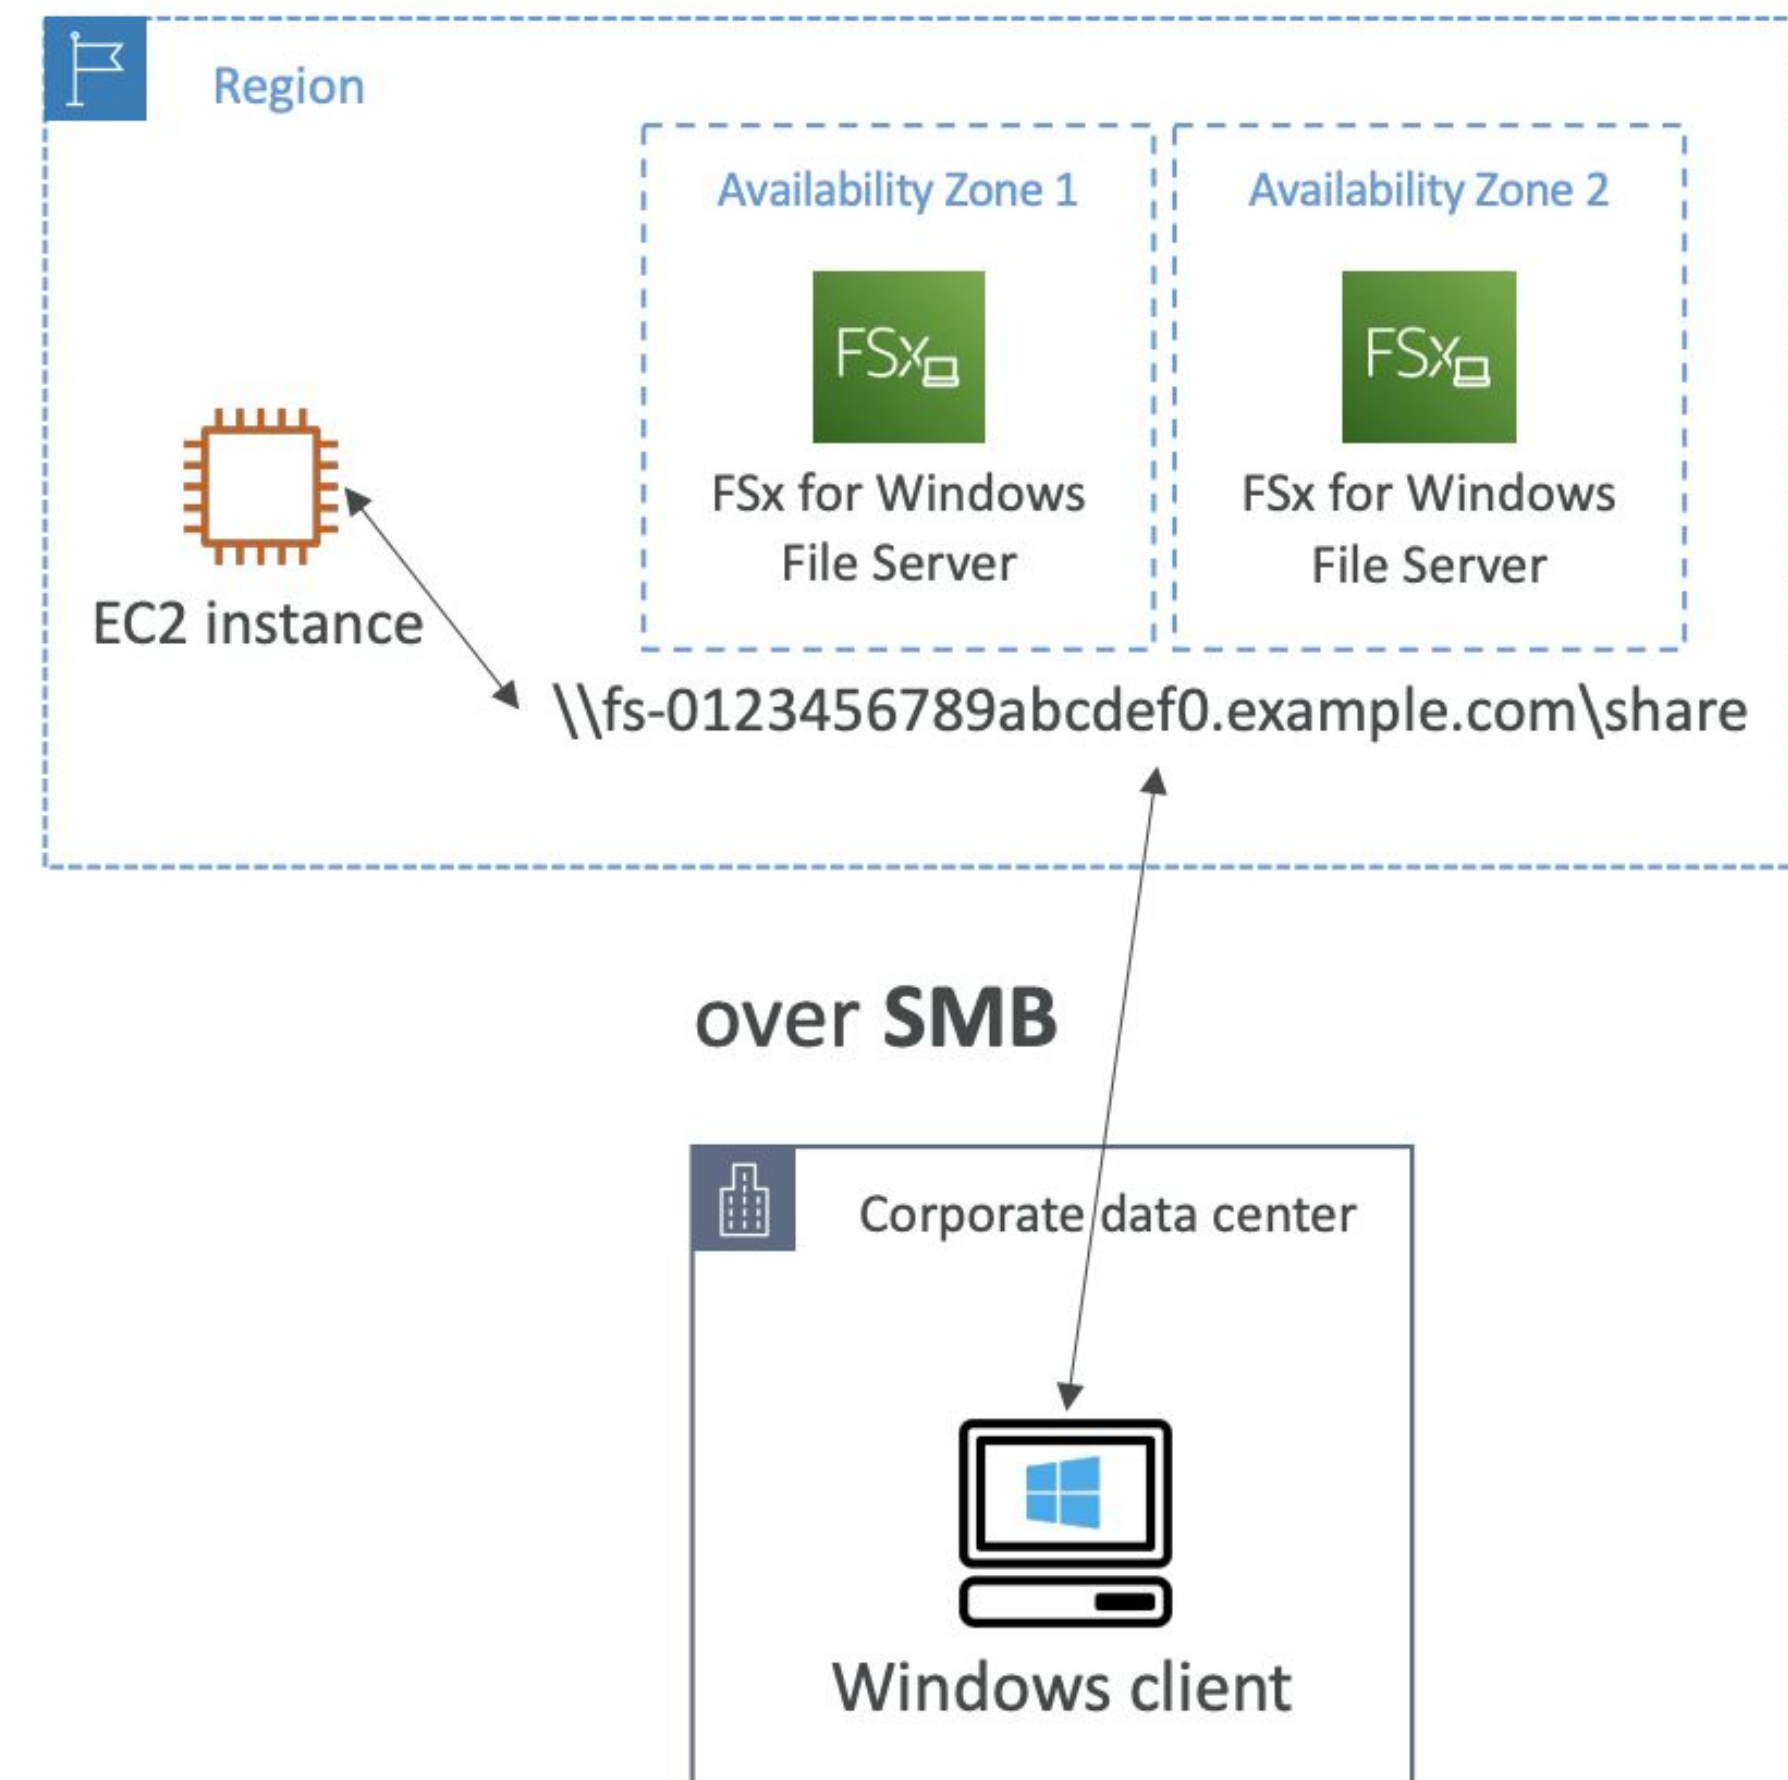 Region
Availability Zone 1
Availability Zone 2
FSx
FSx
FSx for Windows
File Server
FSx for Windows
File Server
EC2 instance
\\fs-0123456789abcdef0.example.com\share
over SMB
Corporate data center
Windows client